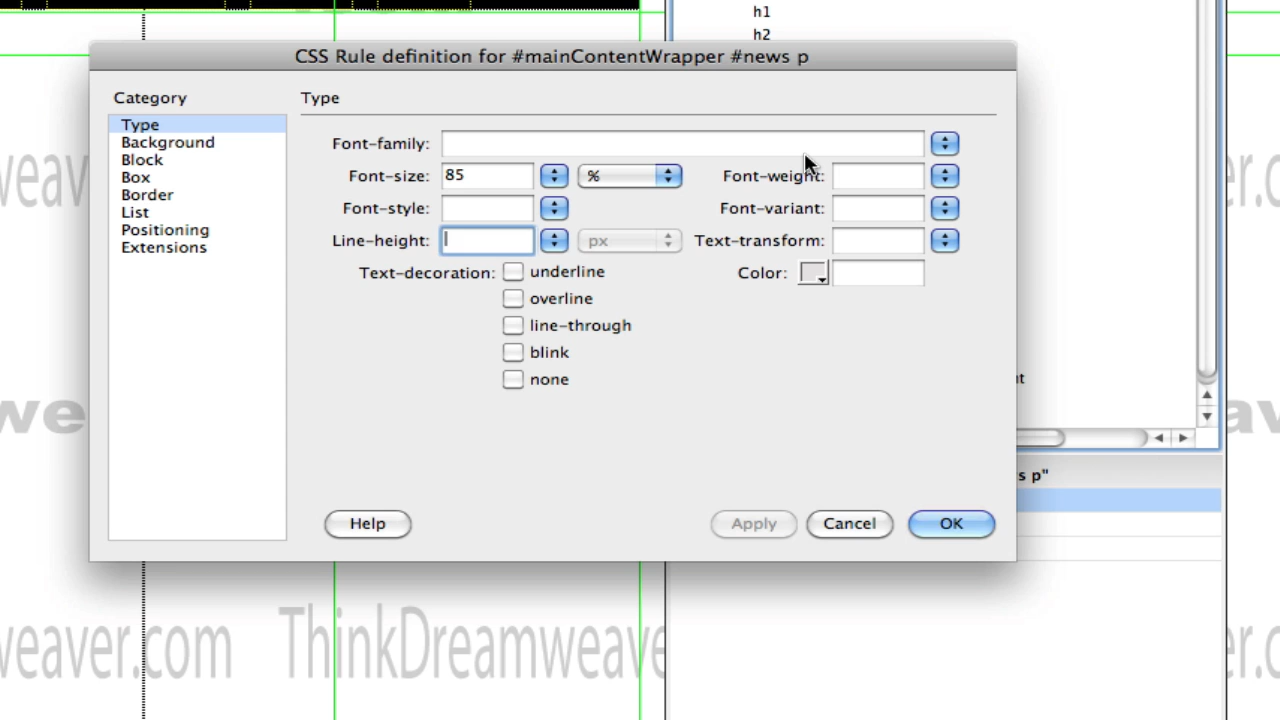 h1
h2
CSS Rule definition for #mainContentWrapper #news p
Category
Type
Background
Block
Box
Border
List
Positioning
Extensions
Type
Font-family:
Font-size: 85 % Font-weight:
Font-style: Font-variant:
Line-height: px Text-transform:
Text-decoration: underline Color:
overline
line-through
blink
none
Help Apply Cancel OK
nt
s p"
weaver.com ThinkDreamweave